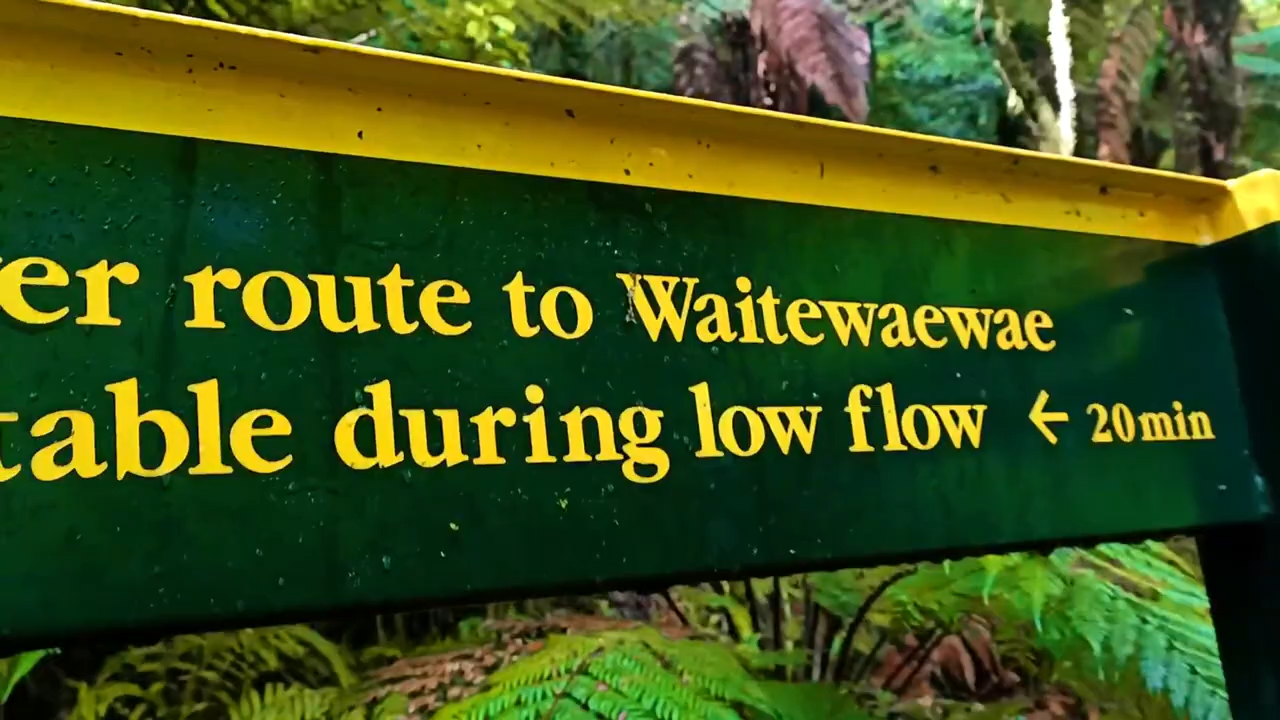 er route to Waitewaewae
table during low flow ← 20min